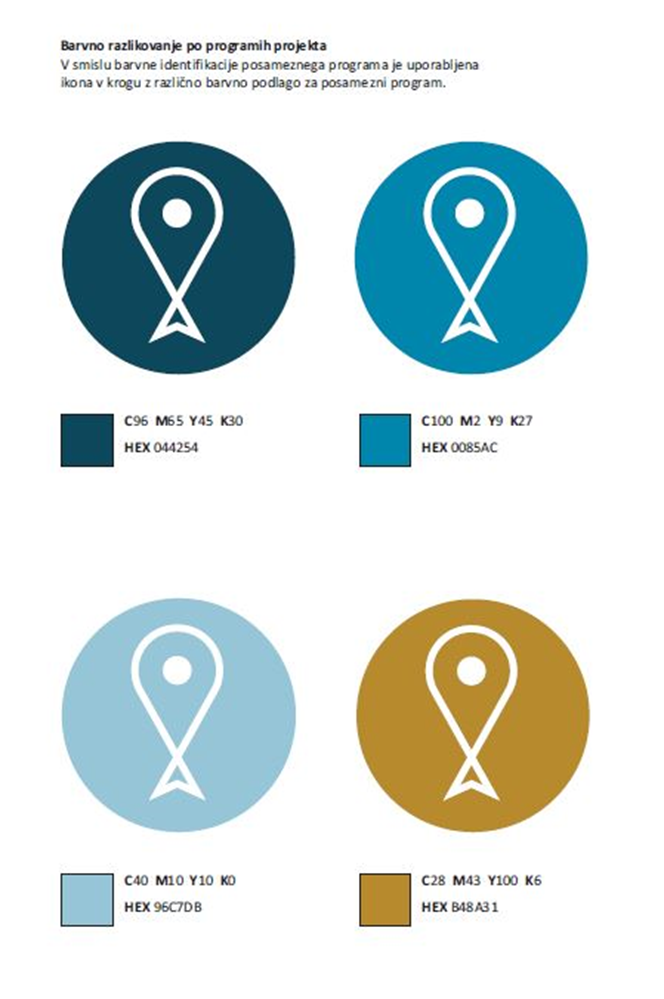 Barvno razlikovanje po programih projekta
V smislu barvne identifikacije posameznega programa je uporabljena
ikona v krogu z različno barvno podlago za posamezni program.
C96 M65 Y45 K30
HEX 044254
C100 M2 Y9 K27
HEX 0085AC
C40 M10 Y10 K0
HEX 96C7DB
C28 M43 Y100 K6
HEX B48A31